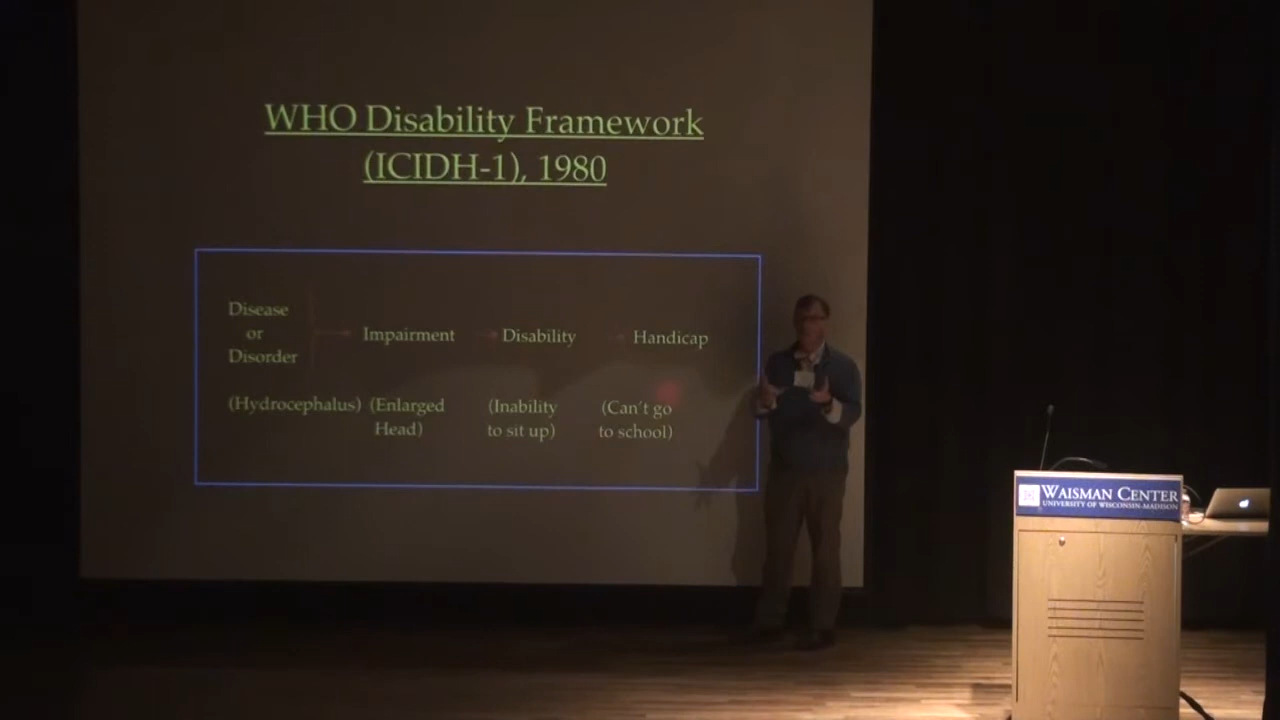 WHO Disability Framework
(ICIDH-1), 1980
Disease
or
Disorder
Impairment
Disability
Handicap
(Hydrocephalus)
(Enlarged
Head)
(Inability
to sit up)
(Can't go
to school)
WAISMAN CENTER
UNIVERSITY OF WISCONSIN-MADISON